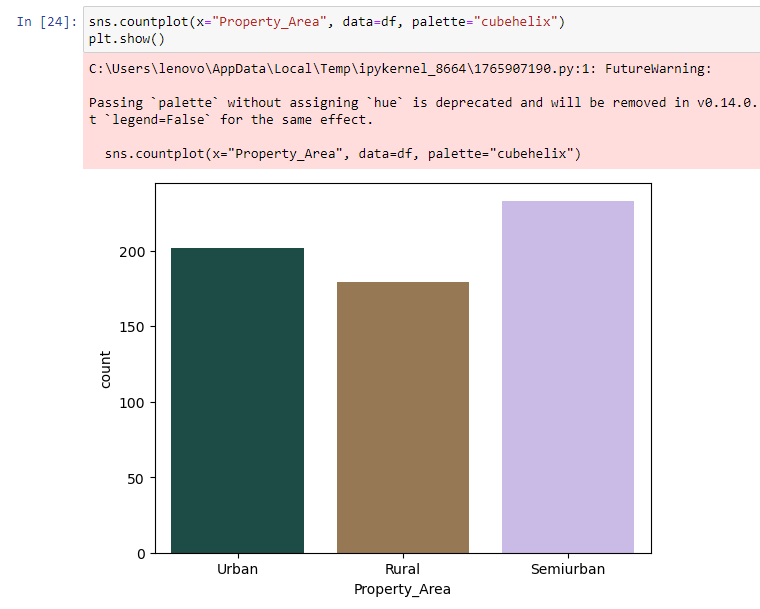 In [24]: sns.countplot(x="Property_Area", data=df, palette="cubehelix")
plt.show()
C:\Users\lenovo\AppData\Local\Temp\ipykernel_8664\1765907190.py:1: FutureWarning:
Passing `palette` without assigning `hue` is deprecated and will be removed in v0.14.0.
t `legend=False` for the same effect.
sns.countplot(x="Property_Area", data=df, palette="cubehelix")
200
150
100
50
0
count
Urban Rural Semiurban
Property_Area